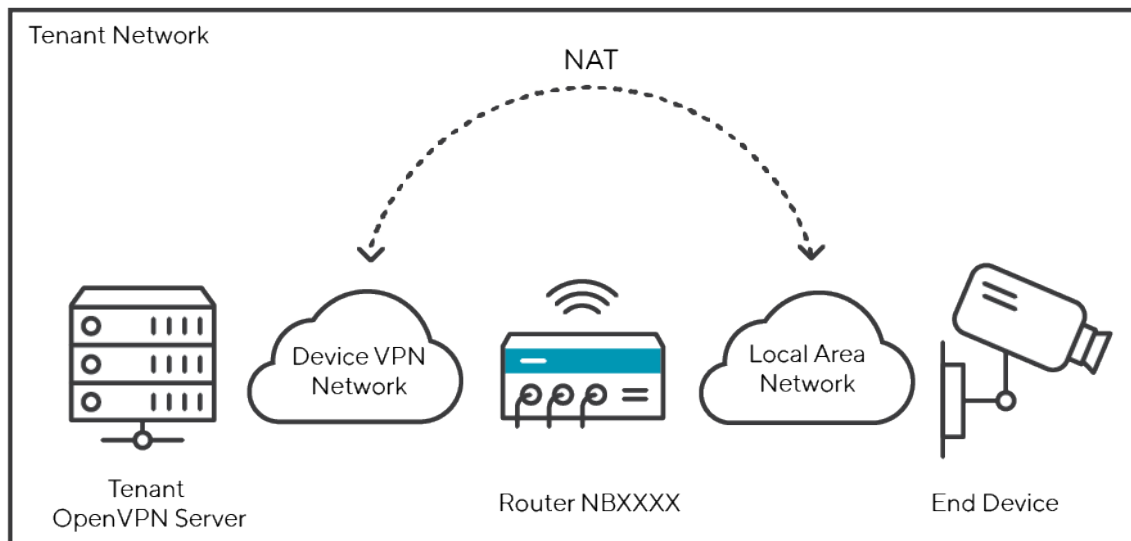 Tenant Network
NAT
Device VPN
Network
Local Area
Network
Tenant
OpenVPN Server
Router NBXXXX
End Device